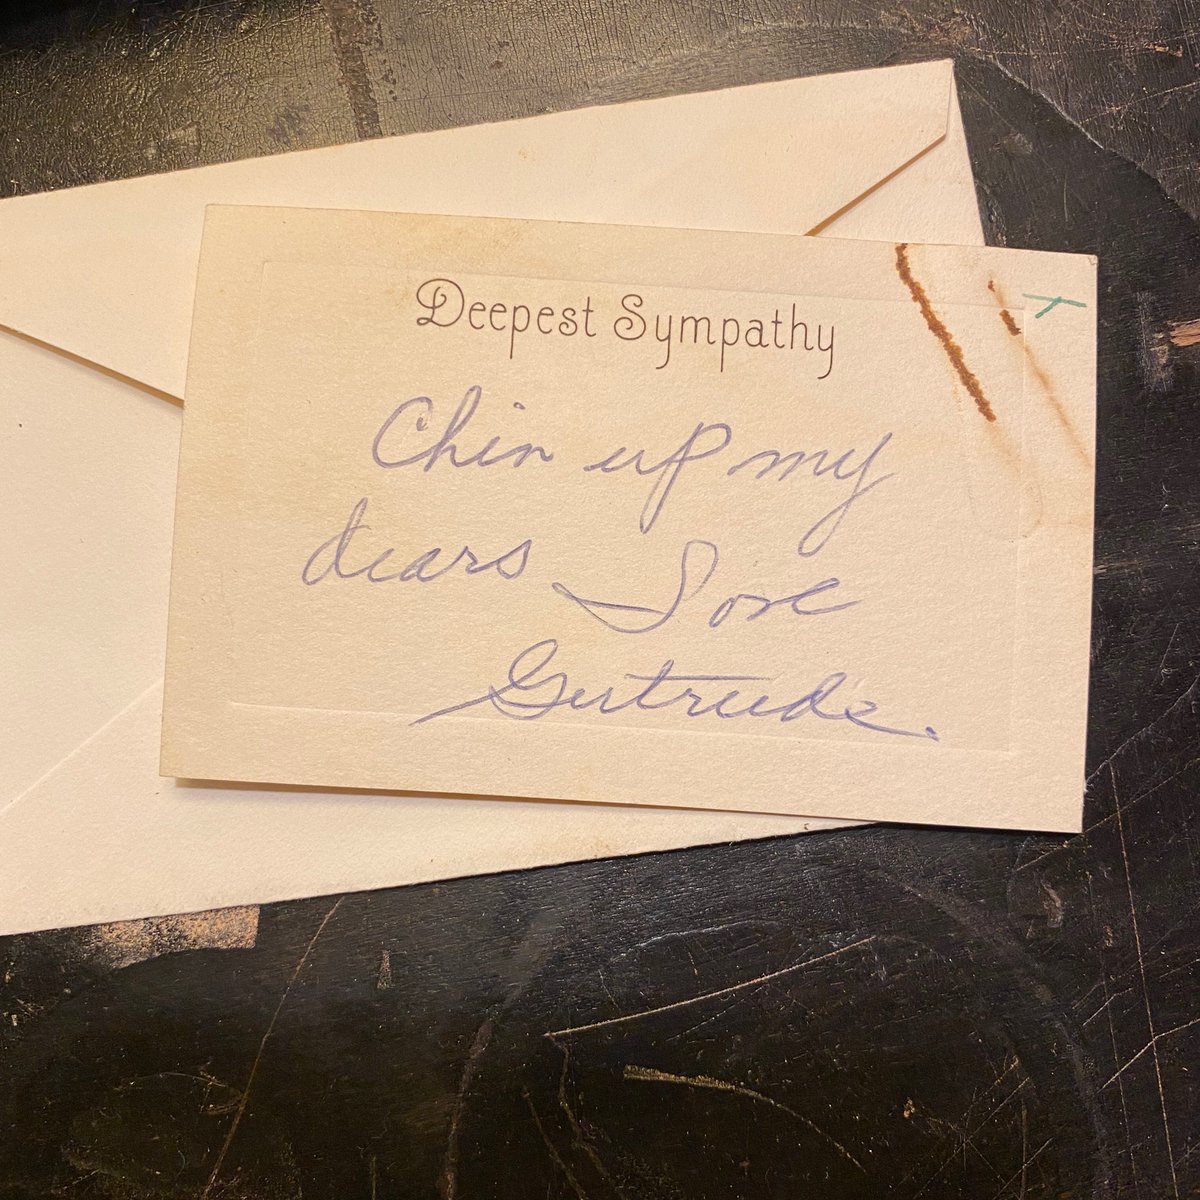 Deepest Sympathy
Chin up my
dears Love
Gertrude.